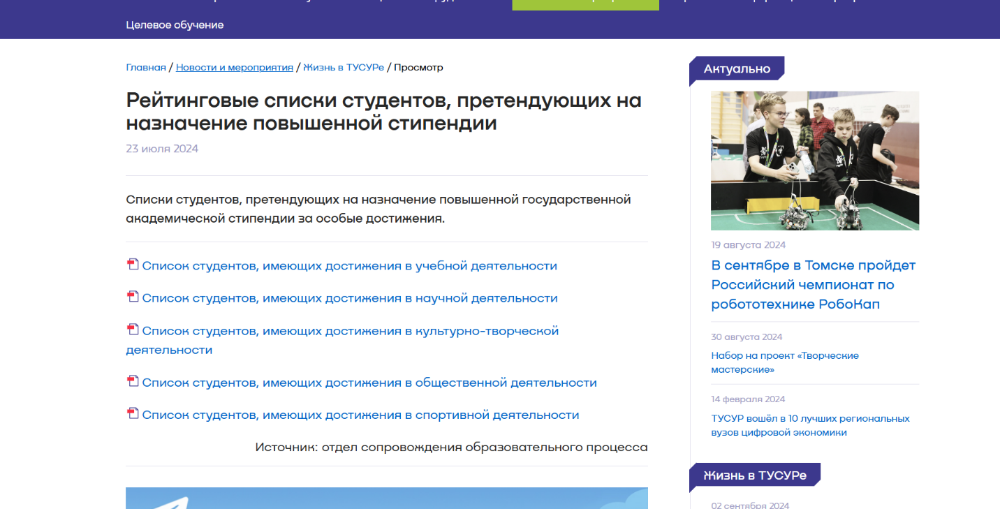 Целевое обучение
Главная / Новости и мероприятия / Жизнь в ТУСУРе / Просмотр
Рейтинговые списки студентов, претендующих на
назначение повышенной стипендии
23 июля 2024
Списки студентов, претендующих на назначение повышенной государственной
академической стипендии за особые достижения.
Список студентов, имеющих достижения в учебной деятельности
Список студентов, имеющих достижения в научной деятельности
Список студентов, имеющих достижения в культурно-творческой
деятельности
Список студентов, имеющих достижения в общественной деятельности
Список студентов, имеющих достижения в спортивной деятельности
Источник: отдел сопровождения образовательного процесса
Актуально
19 августа 2024
В сентябре в Томске пройдет
Российский чемпионат по
робототехнике РобоКап
30 августа 2024
Набор на проект «Творческие
мастерские»
14 февраля 2024
ТУСУР вошёл в 10 лучших региональных
вузов цифровой экономики
Жизнь в ТУСУРе
02 сентября 2024